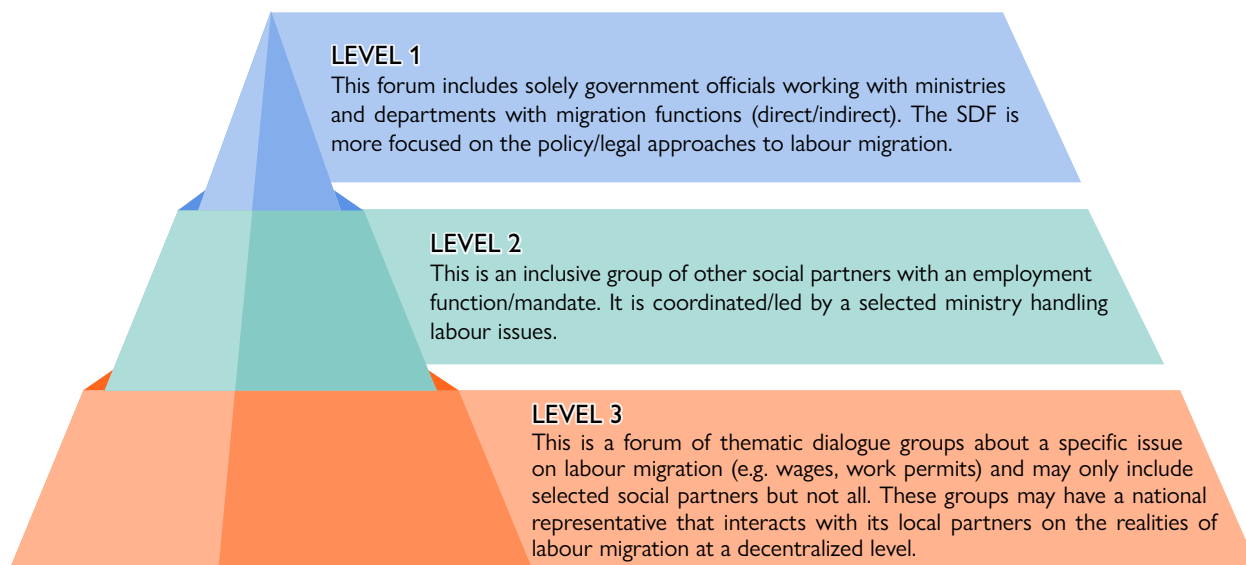 LEVEL 1
This forum includes solely government officials working with ministries
and departments with migration functions (direct/indirect). The SDF is
more focused on the policy/legal approaches to labour migration.
LEVEL 2
This is an inclusive group of other social partners with an employment
function/mandate. It is coordinated/led by a selected ministry handling
labour issues.
LEVEL 3
This is a forum of thematic dialogue groups about a specific issue
on labour migration (e.g. wages, work permits) and may only include
selected social partners but not all. These groups may have a national
representative that interacts with its local partners on the realities of
labour migration at a decentralized level.